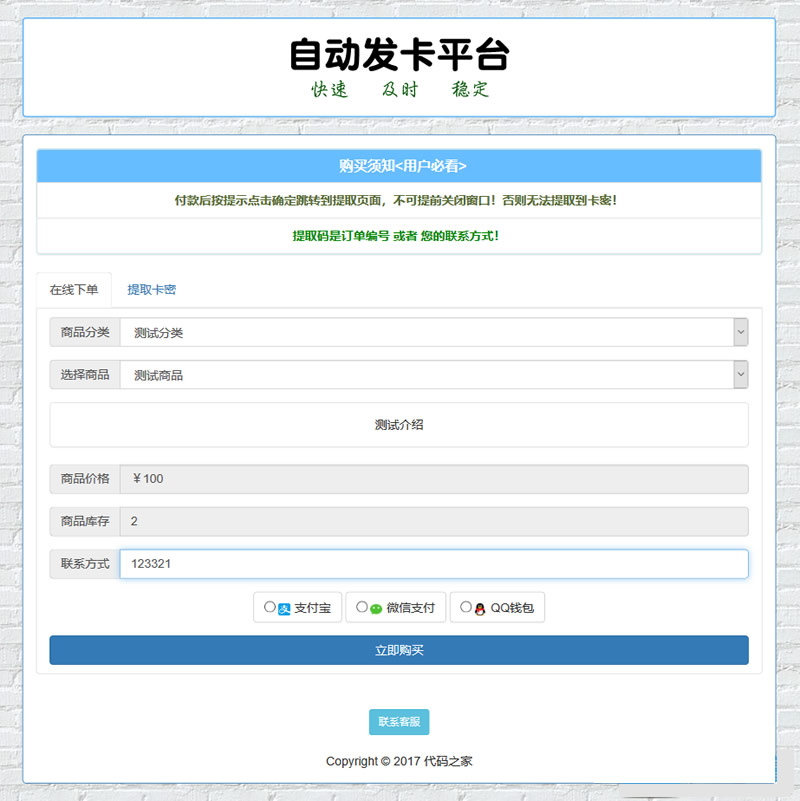 自动发卡平台
快速 及时 稳定
购买须知<用户必看>
付款后按提示点击确定跳转到提取页面，不可提前关闭窗口！否则无法提取到卡密！
提取码是订单编号 或者 您的联系方式！
在线下单 提取卡密
商品分类 测试分类
选择商品 测试商品
测试介绍
商品价格 ￥100
商品库存 2
联系方式 123321
支付宝 微信支付 QQ钱包
立即购买
联系客服
Copyright © 2017 代码之家